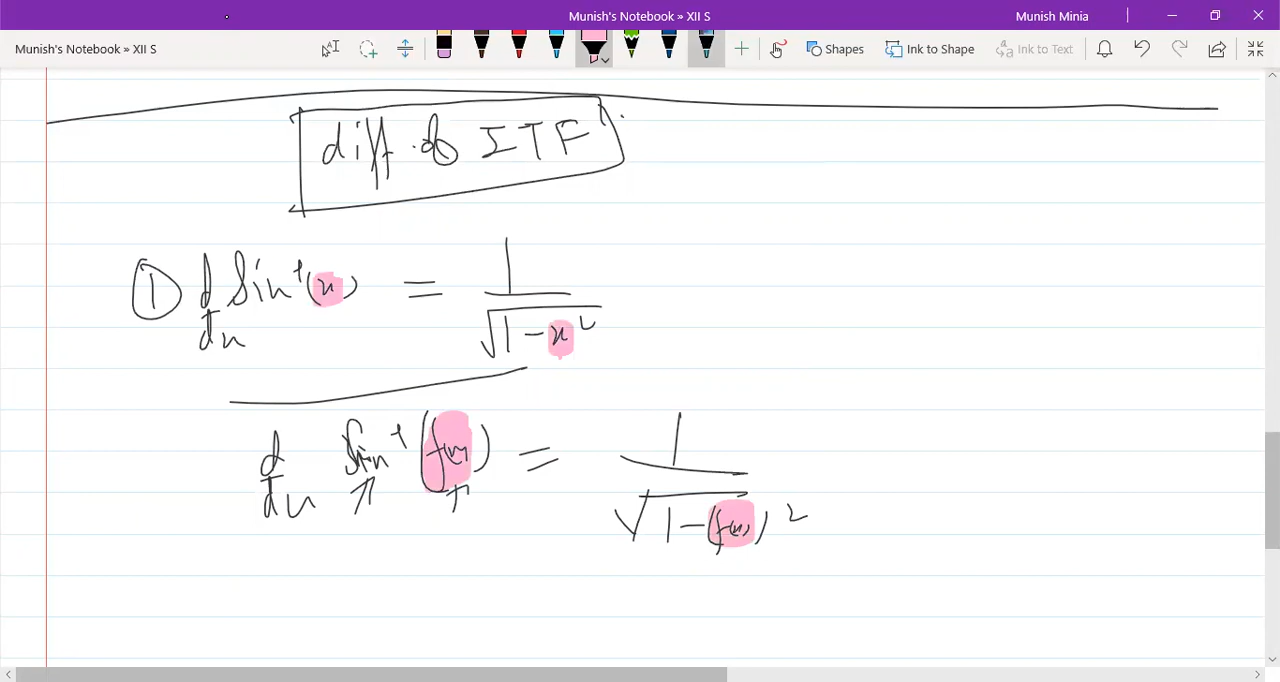 Munish's Notebook » XII S
Munish Minia
Munish's Notebook » XII S
Shapes
Ink to Shape
Ink to Text
diff. of ITF
① d/dx Sin⁻¹(x) = 1/√(1-x²)
d/dx Sin⁻¹(f(x)) = 1/√(1-(f(x))²)